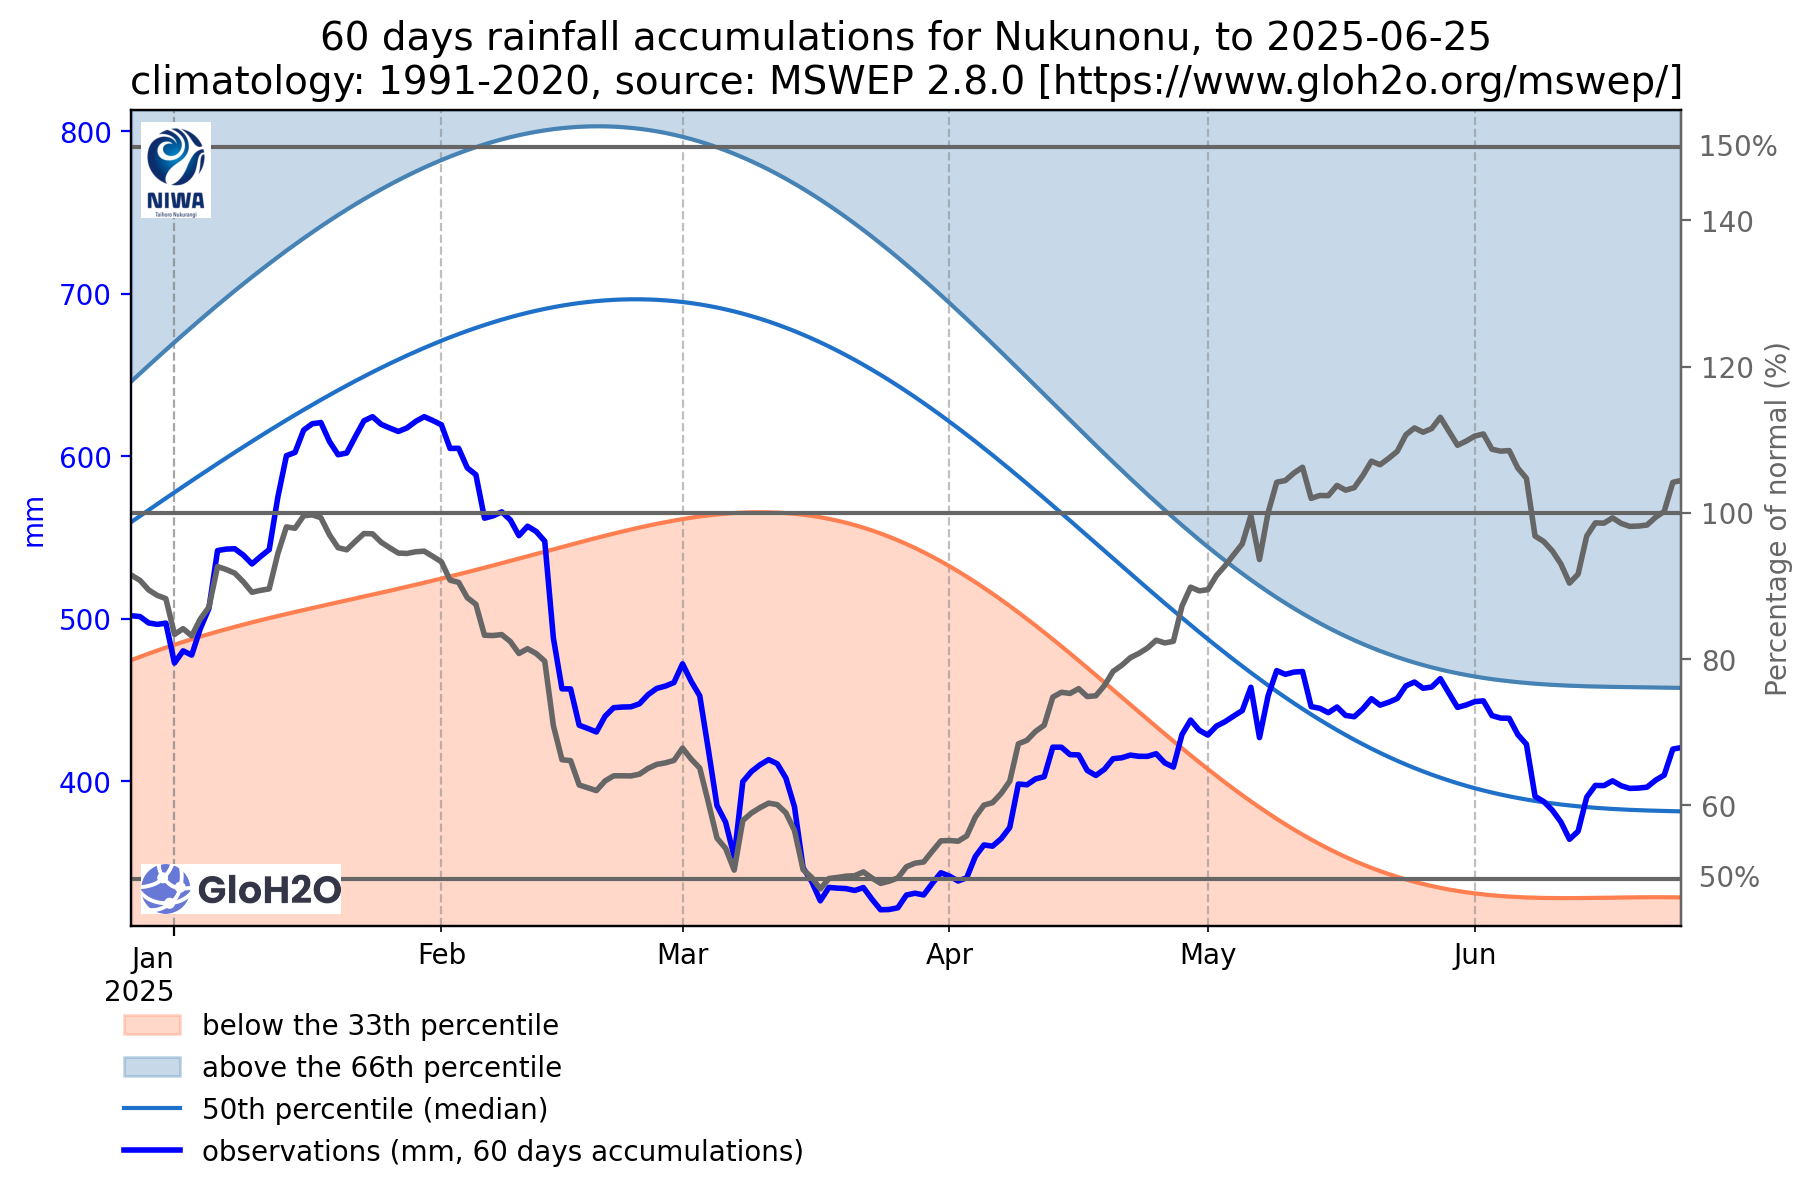 60 days rainfall accumulations for Nukunonu, to 2025-06-25
climatology: 1991-2020, source: MSWEP 2.8.0 [https://www.gloh2o.org/mswep/]
800
700
600
500
400
mm
NIWA
Taihoro Nukurangi
GloH2O
150%
140
120
100
80
60
50%
Percentage of normal (%)
Jan
2025
Feb
Mar
Apr
May
Jun
below the 33th percentile
above the 66th percentile
50th percentile (median)
observations (mm, 60 days accumulations)